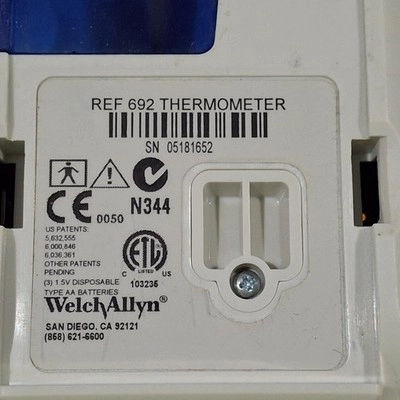 REF 692 THERMOMETER
SN 05181652
CE 0050 N344
US PATENTS:
5,632,555
6,000,846
6,036,361
OTHER PATENTS
PENDING
(3) 1.5V DISPOSABLE
TYPE AA BATTERIES
ETL
LISTED
C US
103235
WelchAllyn®
SAN DIEGO, CA 92121
(858) 621-6600